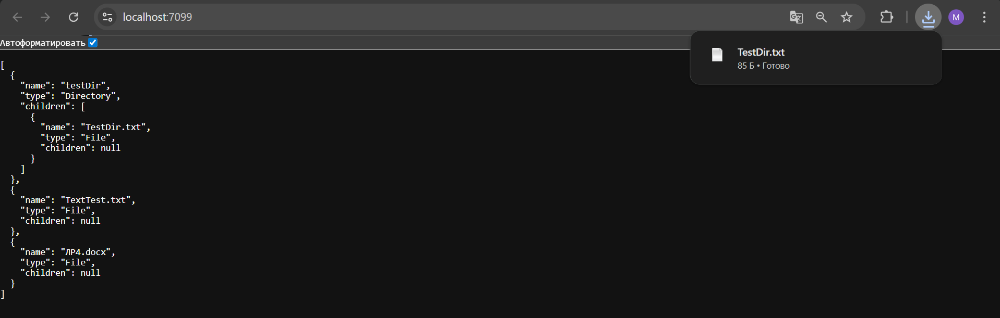 localhost:7099
M
Автоформатировать
TestDir.txt
85 Б • Готово
[
  {
    "name": "testDir",
    "type": "Directory",
    "children": [
      {
        "name": "TestDir.txt",
        "type": "File",
        "children": null
      }
    ]
  },
  {
    "name": "TextTest.txt",
    "type": "File",
    "children": null
  },
  {
    "name": "ЛР4.docx",
    "type": "File",
    "children": null
  }
]